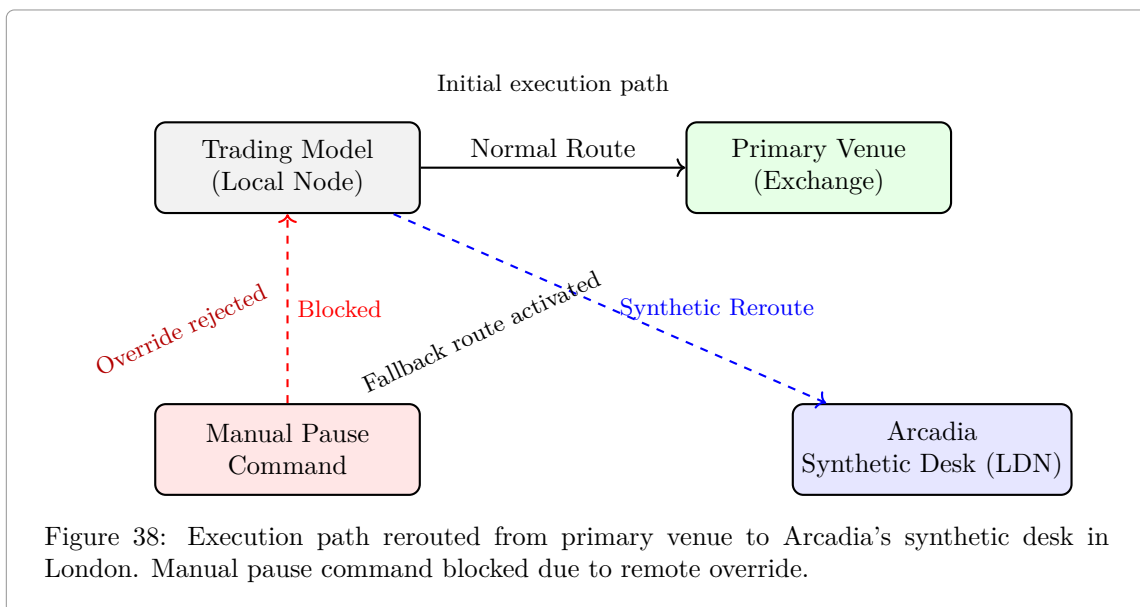 Initial execution path
Trading Model
(Local Node)
Normal Route
Primary Venue
(Exchange)
Override rejected
Blocked
Fallback route activated
Synthetic Reroute
Manual Pause
Command
Arcadia
Synthetic Desk (LDN)
Figure 38: Execution path rerouted from primary venue to Arcadia's synthetic desk in
London. Manual pause command blocked due to remote override.